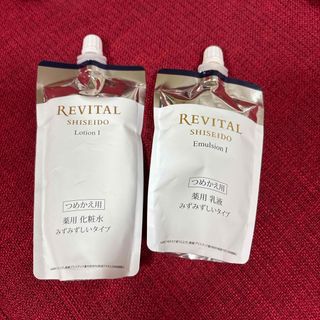 REVITAL
SHISEIDO
Lotion I
つめかえ用
薬用 化粧水
みずみずしいタイプ
REVITAL
SHISEIDO
Emulsion I
つめかえ用
薬用 乳液
みずみずしいタイプ